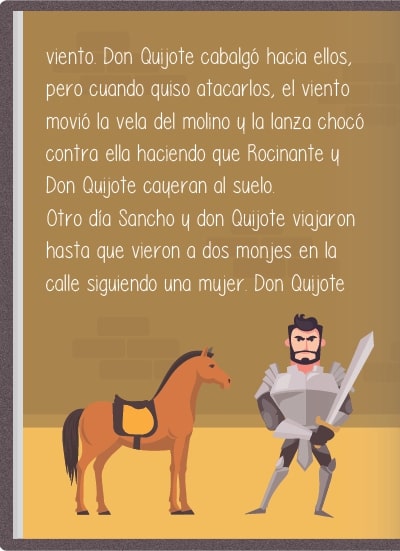 viento. Don Quijote cabalgó hacia ellos,
pero cuando quiso atacarlos, el viento
movió la vela del molino y la lanza chocó
contra ella haciendo que Rocinante y
Don Quijote cayeran al suelo.
Otro día Sancho y don Quijote viajaron
hasta que vieron a dos monjes en la
calle siguiendo una mujer. Don Quijote